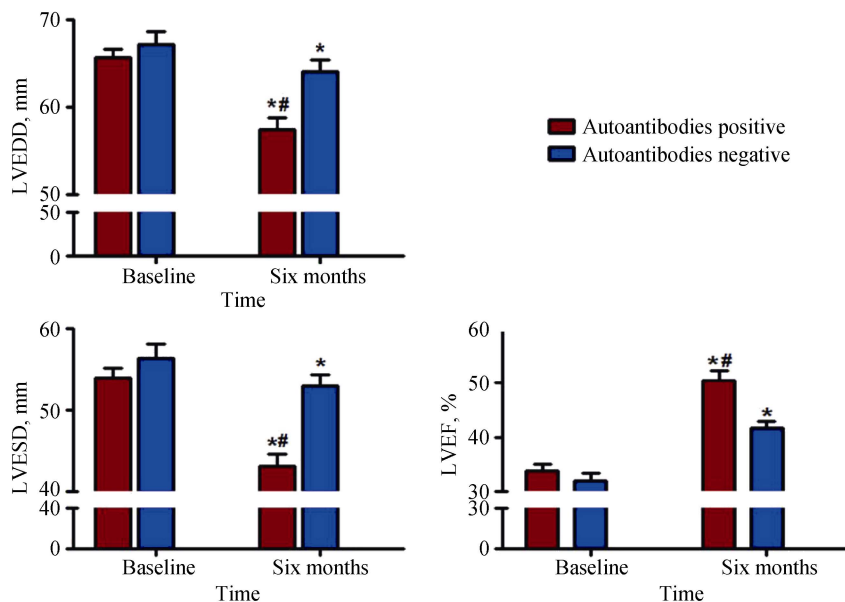 70
60
50
50
0
LVEDD, mm
*#
*
Baseline
Six months
Time
Autoantibodies positive
Autoantibodies negative
60
50
40
40
0
LVESD, mm
*#
*
Baseline
Six months
Time
60
50
40
30
30
0
LVEF, %
*#
*
Baseline
Six months
Time